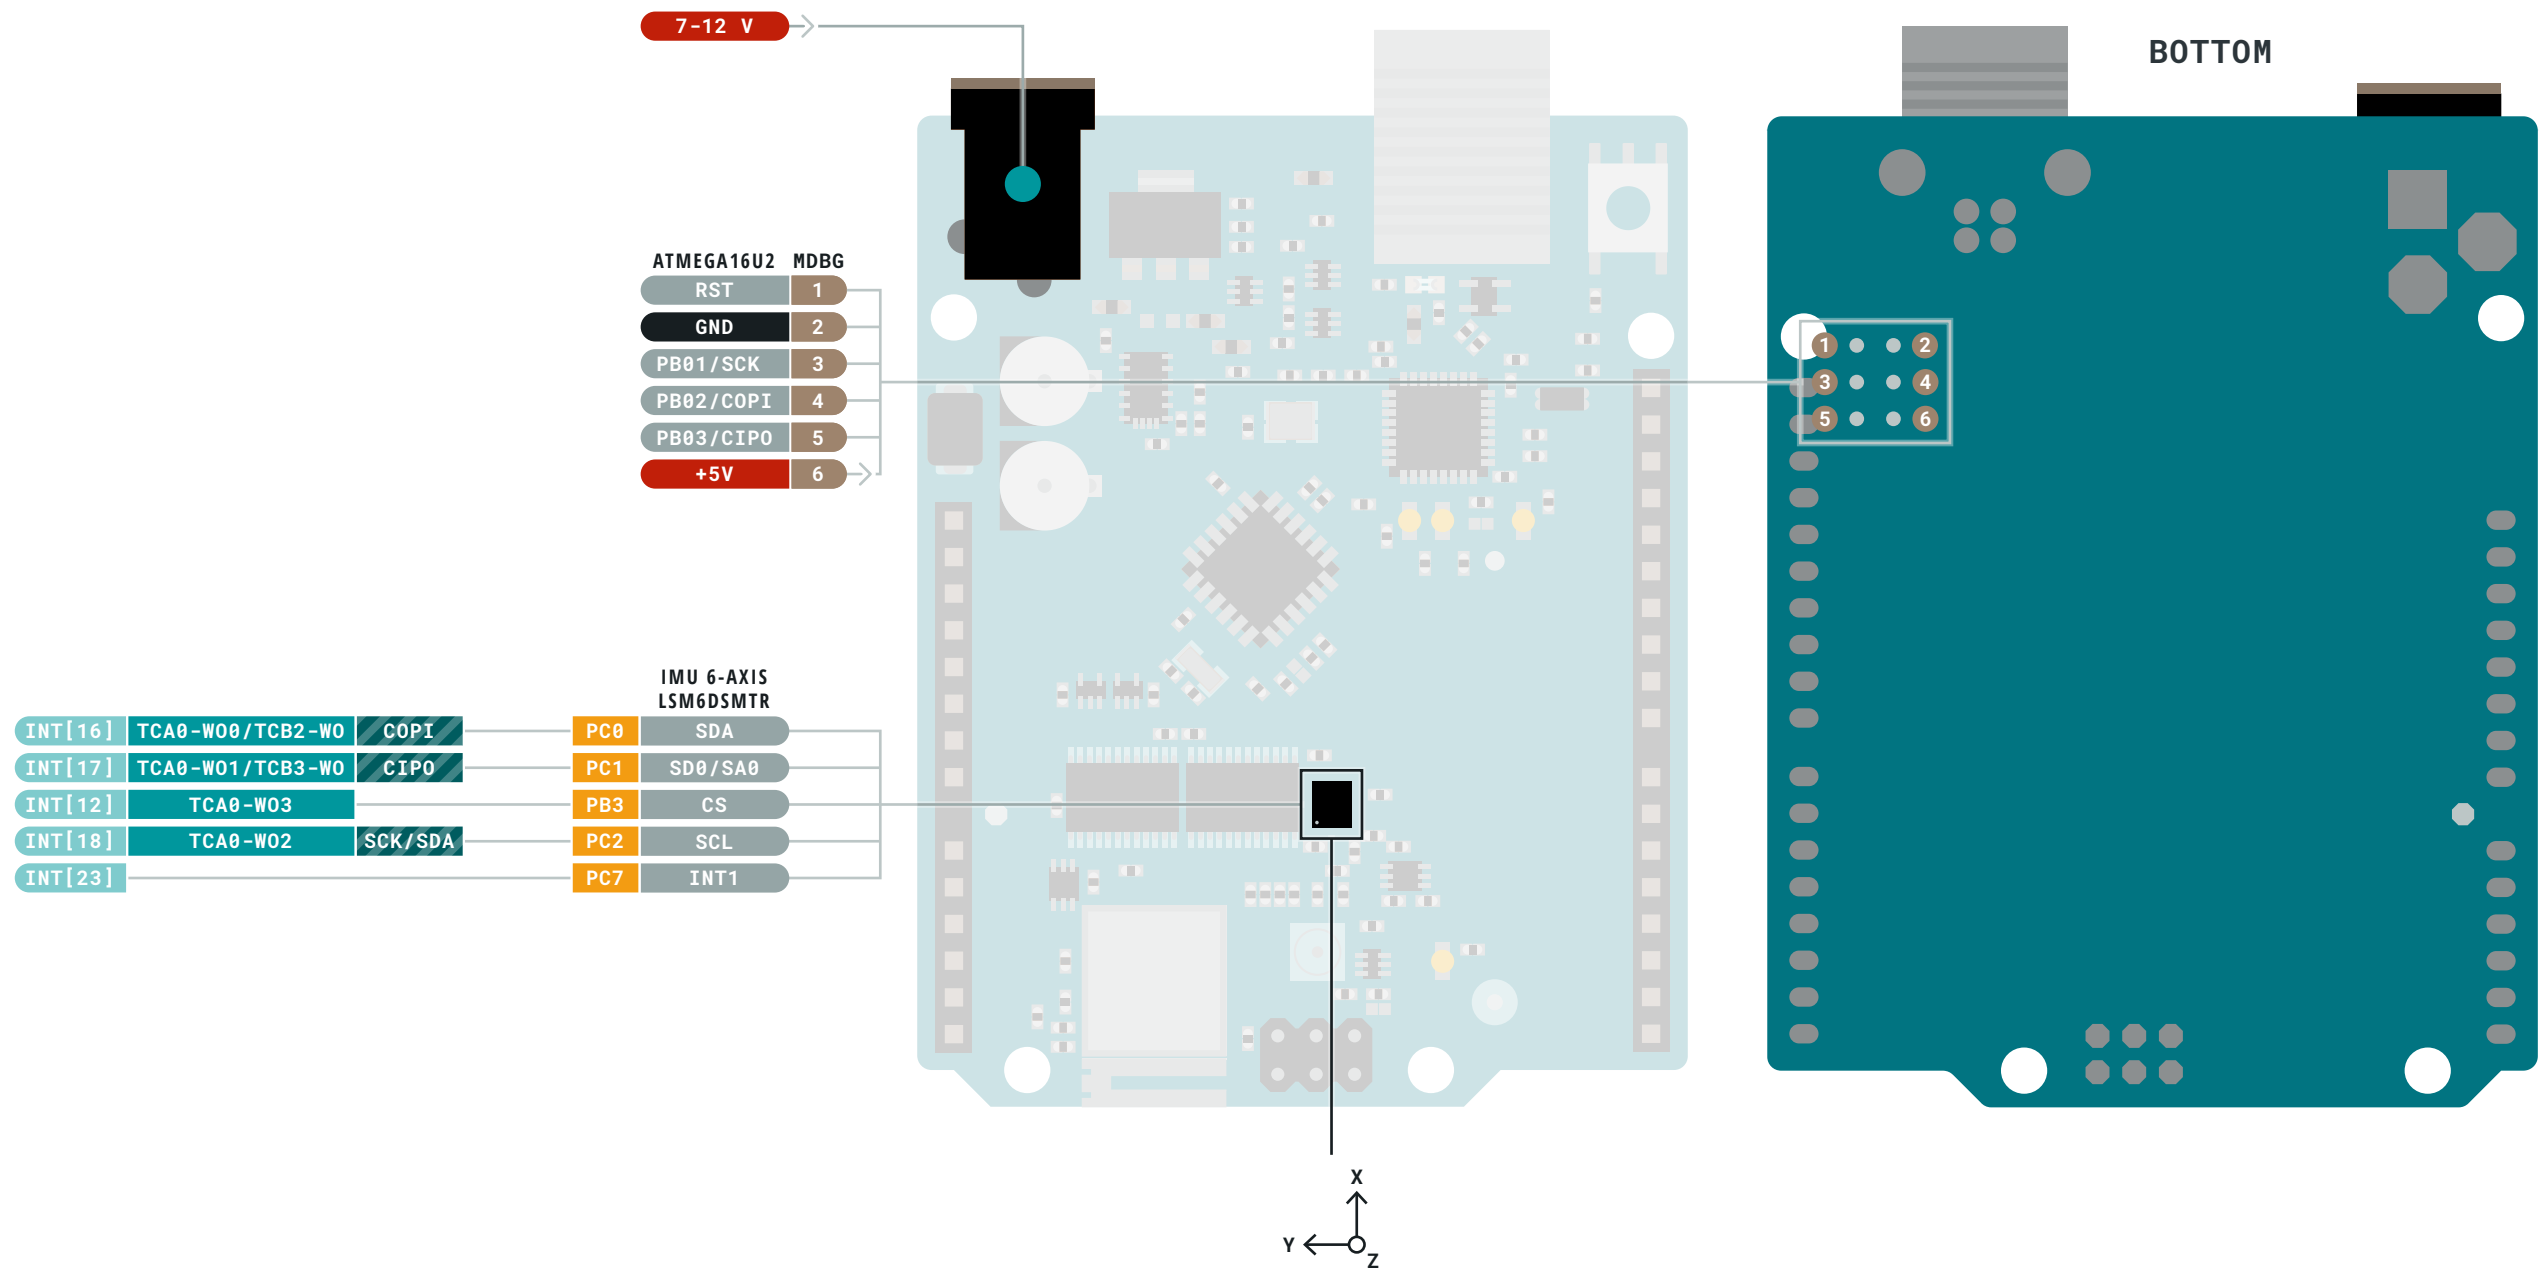 7-12 V
BOTTOM
ATMEGA16U2 MDBG
RST 1
GND 2
PB01/SCK 3
PB02/COPI 4
PB03/CIPO 5
+5V 6
1 2
3 4
5 6
IMU 6-AXIS
LSM6DSMTR
INT[16] TCA0-WO0/TCB2-WO COPI PC0 SDA
INT[17] TCA0-WO1/TCB3-WO CIPO PC1 SD0/SA0
INT[12] TCA0-WO3 PB3 CS
INT[18] TCA0-WO2 SCK/SDA PC2 SCL
INT[23] PC7 INT1
X
Y
Z